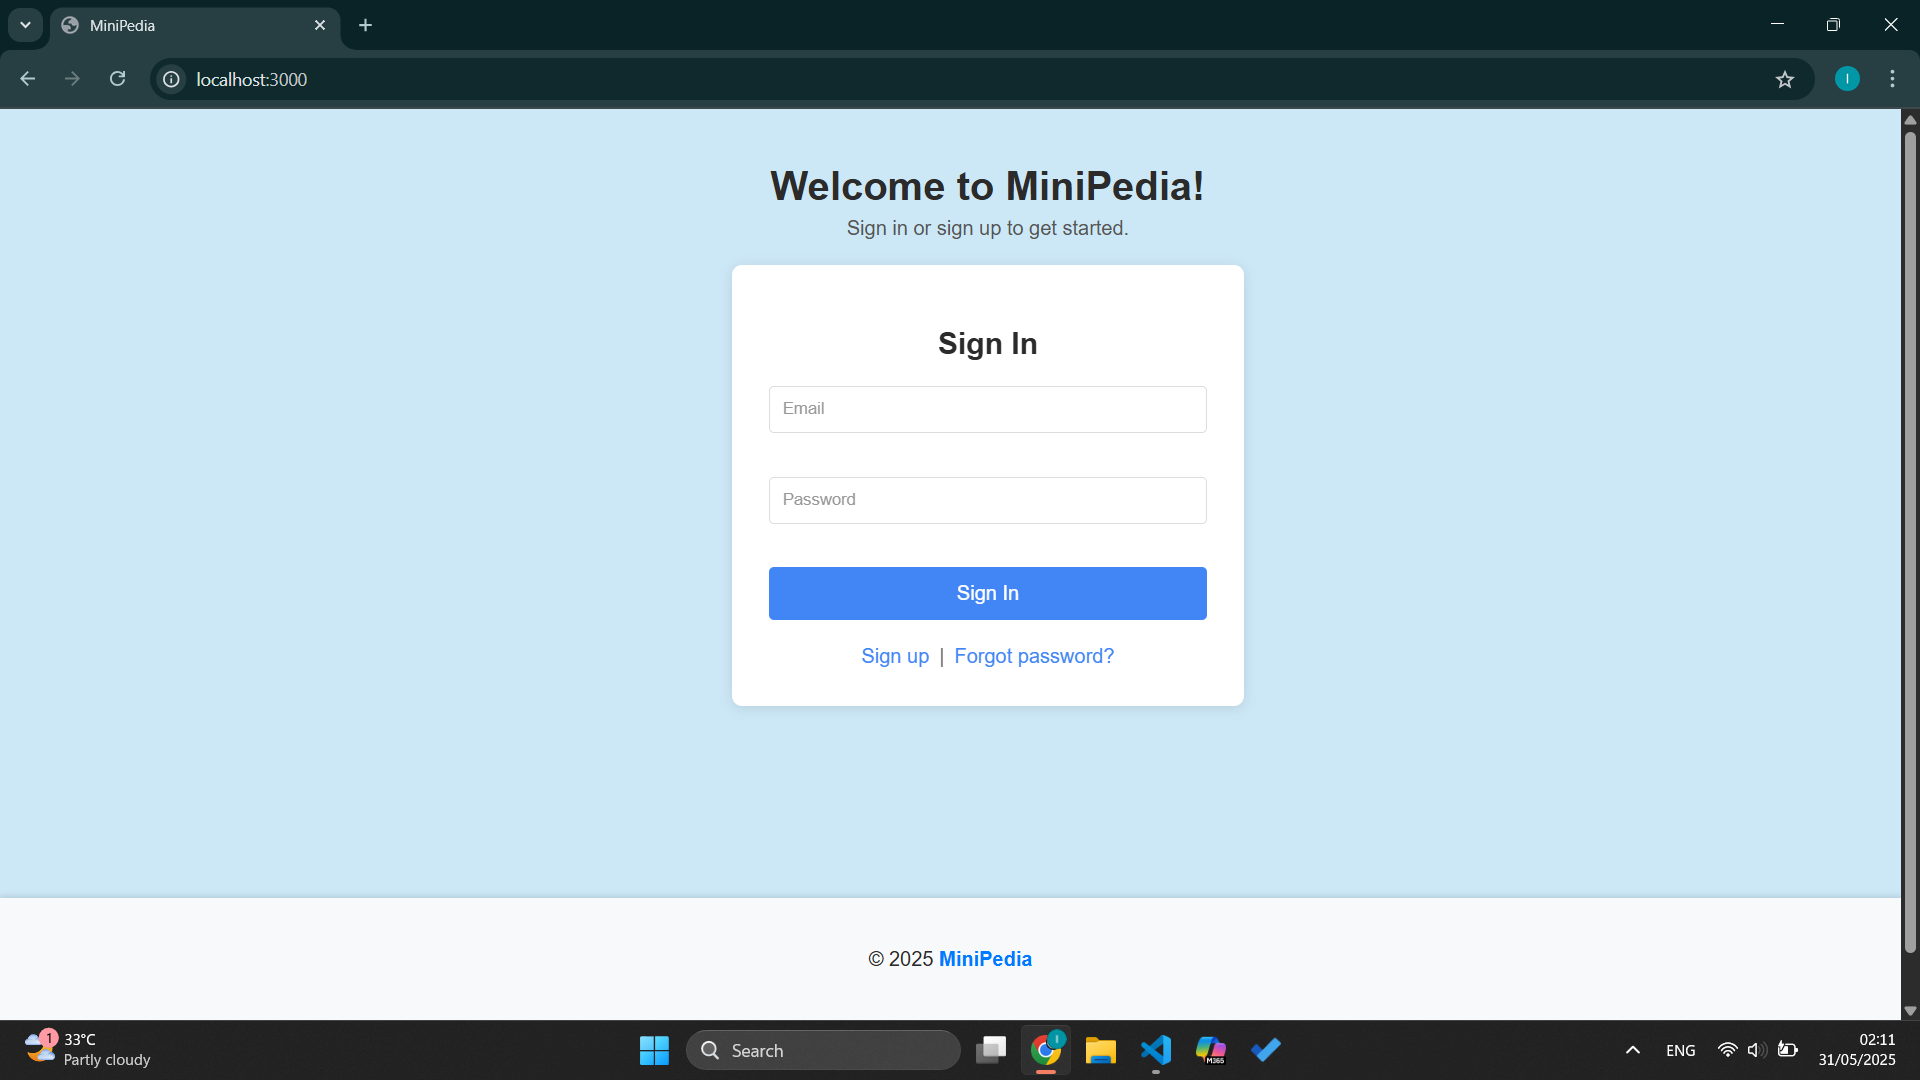 MiniPedia
localhost:3000
I
Welcome to MiniPedia!
Sign in or sign up to get started.
Sign In
Email
Password
Sign In
Sign up | Forgot password?
© 2025 MiniPedia
1
33°C
Partly cloudy
Search
I
M365
ENG
02:11
31/05/2025